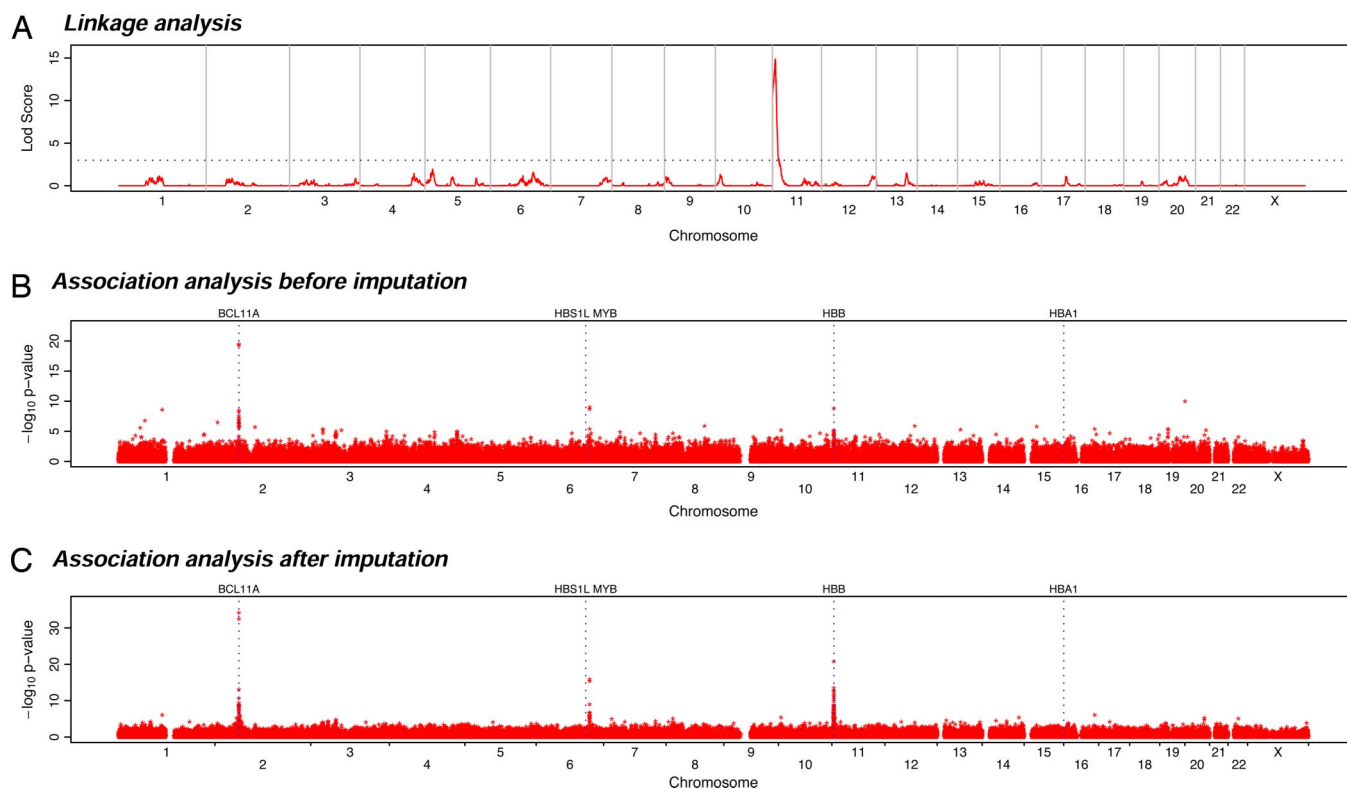 A Linkage analysis
15
10
5
0
Lod Score
1 2 3 4 5 6 7 8 9 10 11 12 13 14 15 16 17 18 19 20 21 22 X
Chromosome
B Association analysis before imputation
BCL11A HBS1L MYB HBB HBA1
20
15
10
5
0
−log10 p-value
1 2 3 4 5 6 7 8 9 10 11 12 13 14 15 16 17 18 19 20 21 22 X
Chromosome
C Association analysis after imputation
BCL11A HBS1L MYB HBB HBA1
30
20
10
0
−log10 p-value
1 2 3 4 5 6 7 8 9 10 11 12 13 14 15 16 17 18 19 20 21 22 X
Chromosome